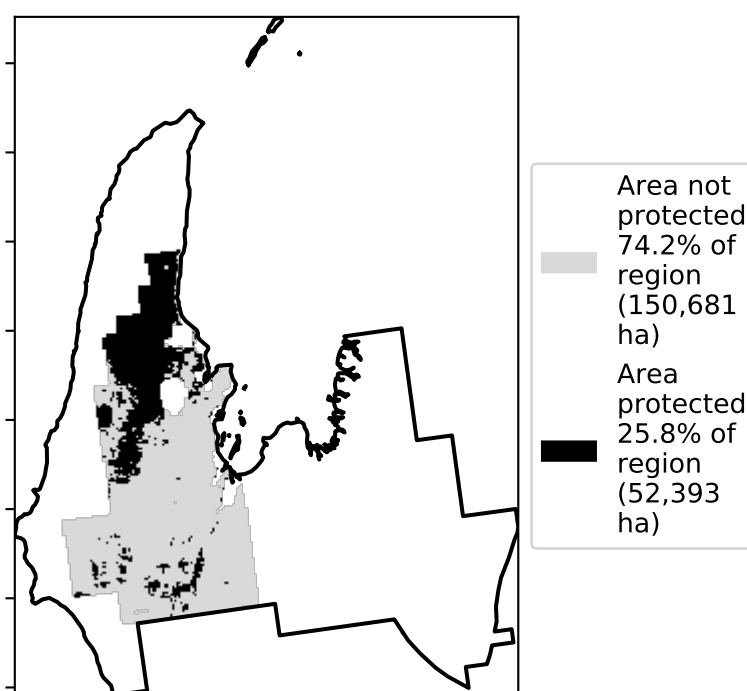 Area not
protected
74.2% of
region
(150,681
ha)
Area
protected
25.8% of
region
(52,393
ha)